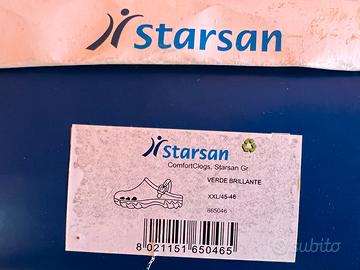 starsan
starsan
ComfortClogs, Starsan Gr
VERDE BRILLANTE
XXL/45-46
865046
8 021151 650465
subito